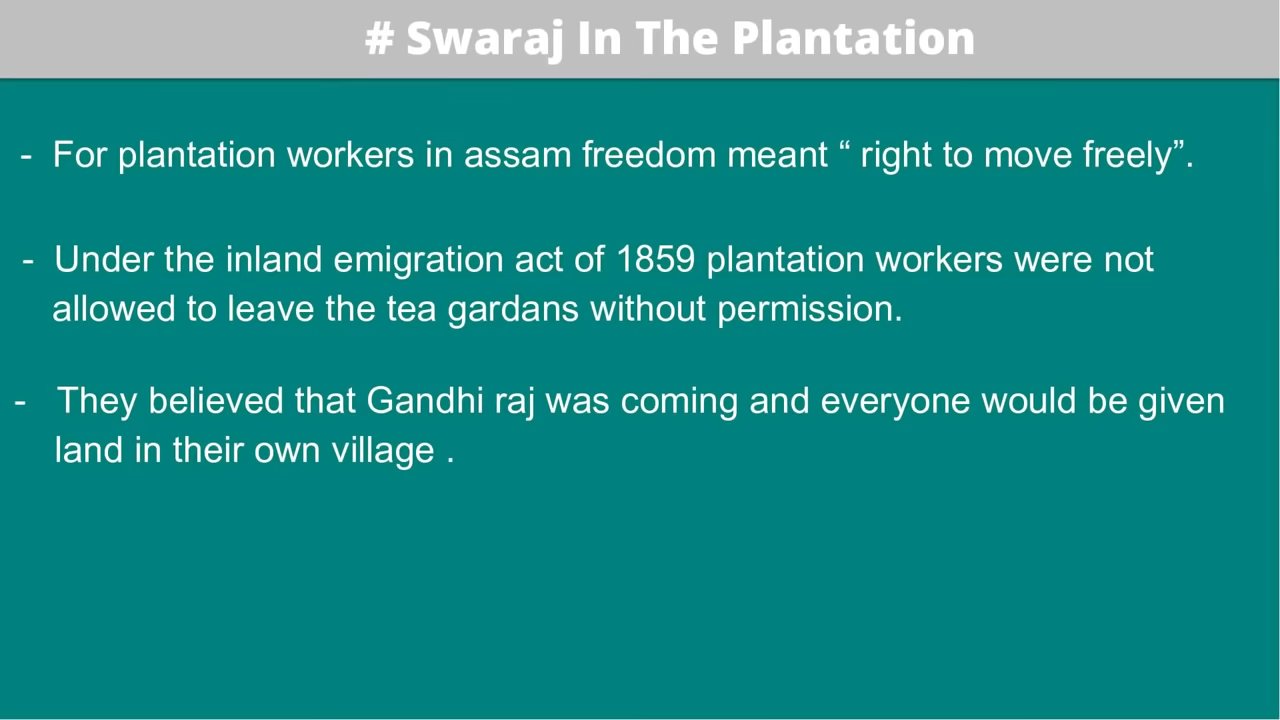 # Swaraj In The Plantation
- For plantation workers in assam freedom meant “ right to move freely”.
- Under the inland emigration act of 1859 plantation workers were not
allowed to leave the tea gardans without permission.
- They believed that Gandhi raj was coming and everyone would be given
land in their own village .